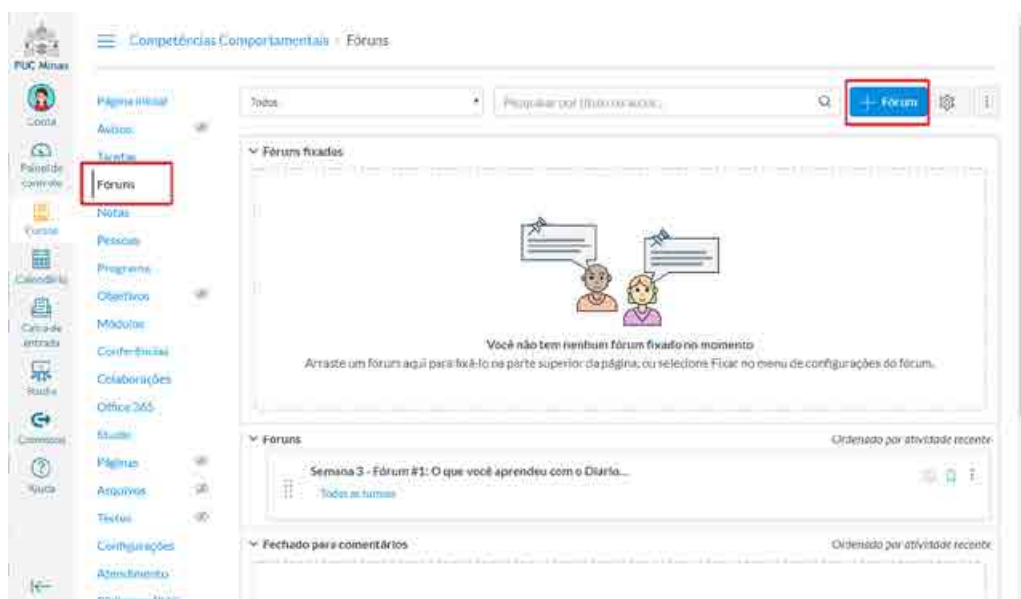 PUC Minas
Conta
Painel de
controle
Cursos
Calendário
Caixa de
entrada
Studio
Commons
Ajuda
Competências Comportamentais › Fóruns
Página inicial
Avisos
Tarefas
Fóruns
Notas
Pessoas
Programa
Objetivos
Módulos
Conferências
Colaborações
Office 365
Studio
Páginas
Arquivos
Testes
Configurações
Atendimento
Todos
Pesquisar por título ou autor...
+ Fórum
Fóruns fixados
Você não tem nenhum fórum fixado no momento
Arraste um fórum aqui para fixá-lo na parte superior da página, ou selecione Fixar no menu de configurações do fórum.
Fóruns
Ordenado por atividade recente
Semana 3 - Fórum #1: O que você aprendeu com o Diário...
Todas as turmas
Fechado para comentários
Ordenado por atividade recente